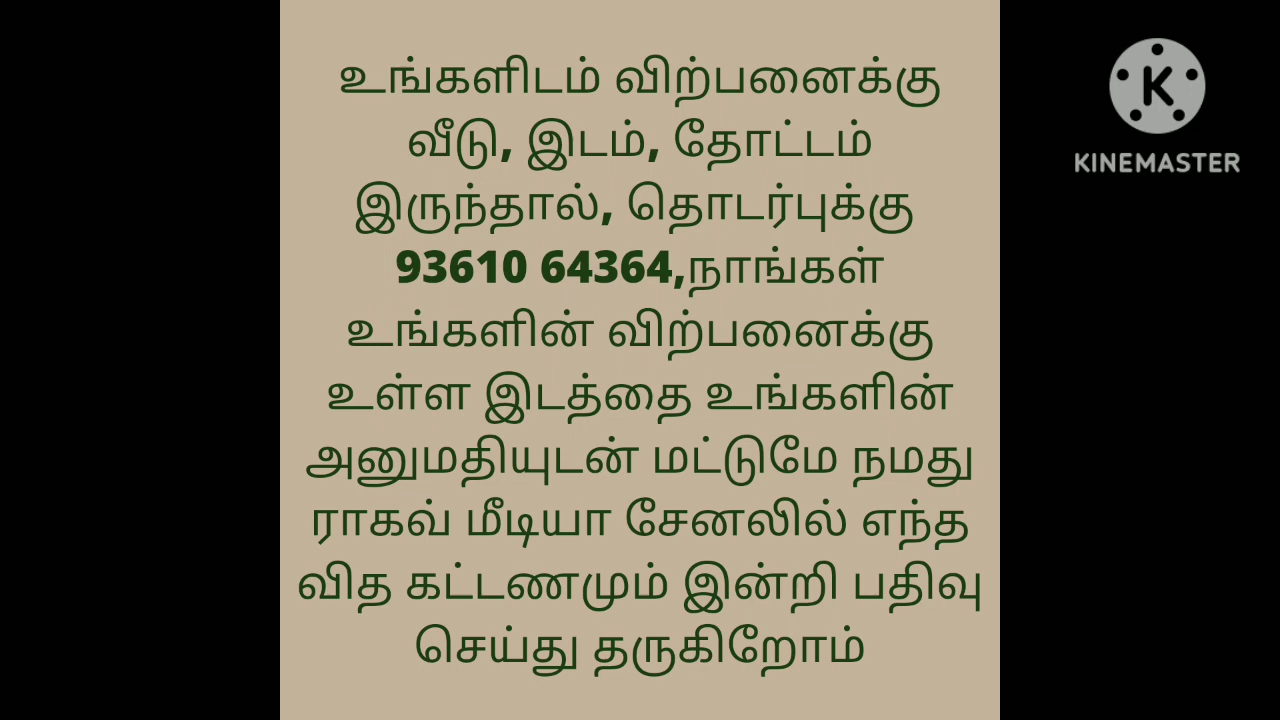 உங்களிடம் விற்பனைக்கு
வீடு, இடம், தோட்டம்
இருந்தால், தொடர்புக்கு
93610 64364,நாங்கள்
உங்களின் விற்பனைக்கு
உள்ள இடத்தை உங்களின்
அனுமதியுடன் மட்டுமே நமது
ராகவ் மீடியா சேனலில் எந்த
வித கட்டணமும் இன்றி பதிவு
செய்து தருகிறோம்
K
KINEMASTER